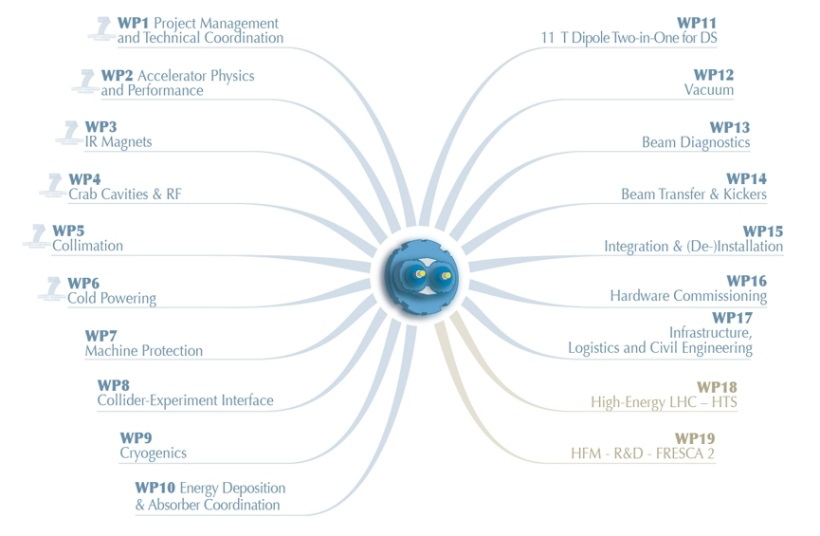 WP1 Project Management
and Technical Coordination
WP2 Accelerator Physics
and Performance
WP3
IR Magnets
WP4
Crab Cavities & RF
WP5
Collimation
WP6
Cold Powering
WP7
Machine Protection
WP8
Collider-Experiment Interface
WP9
Cryogenics
WP10 Energy Deposition
& Absorber Coordination
WP11
11 T Dipole Two-in-One for DS
WP12
Vacuum
WP13
Beam Diagnostics
WP14
Beam Transfer & Kickers
WP15
Integration & (De-)Installation
WP16
Hardware Commissioning
WP17
Infrastructure,
Logistics and Civil Engineering
WP18
High-Energy LHC – HTS
WP19
HFM - R&D - FRESCA 2